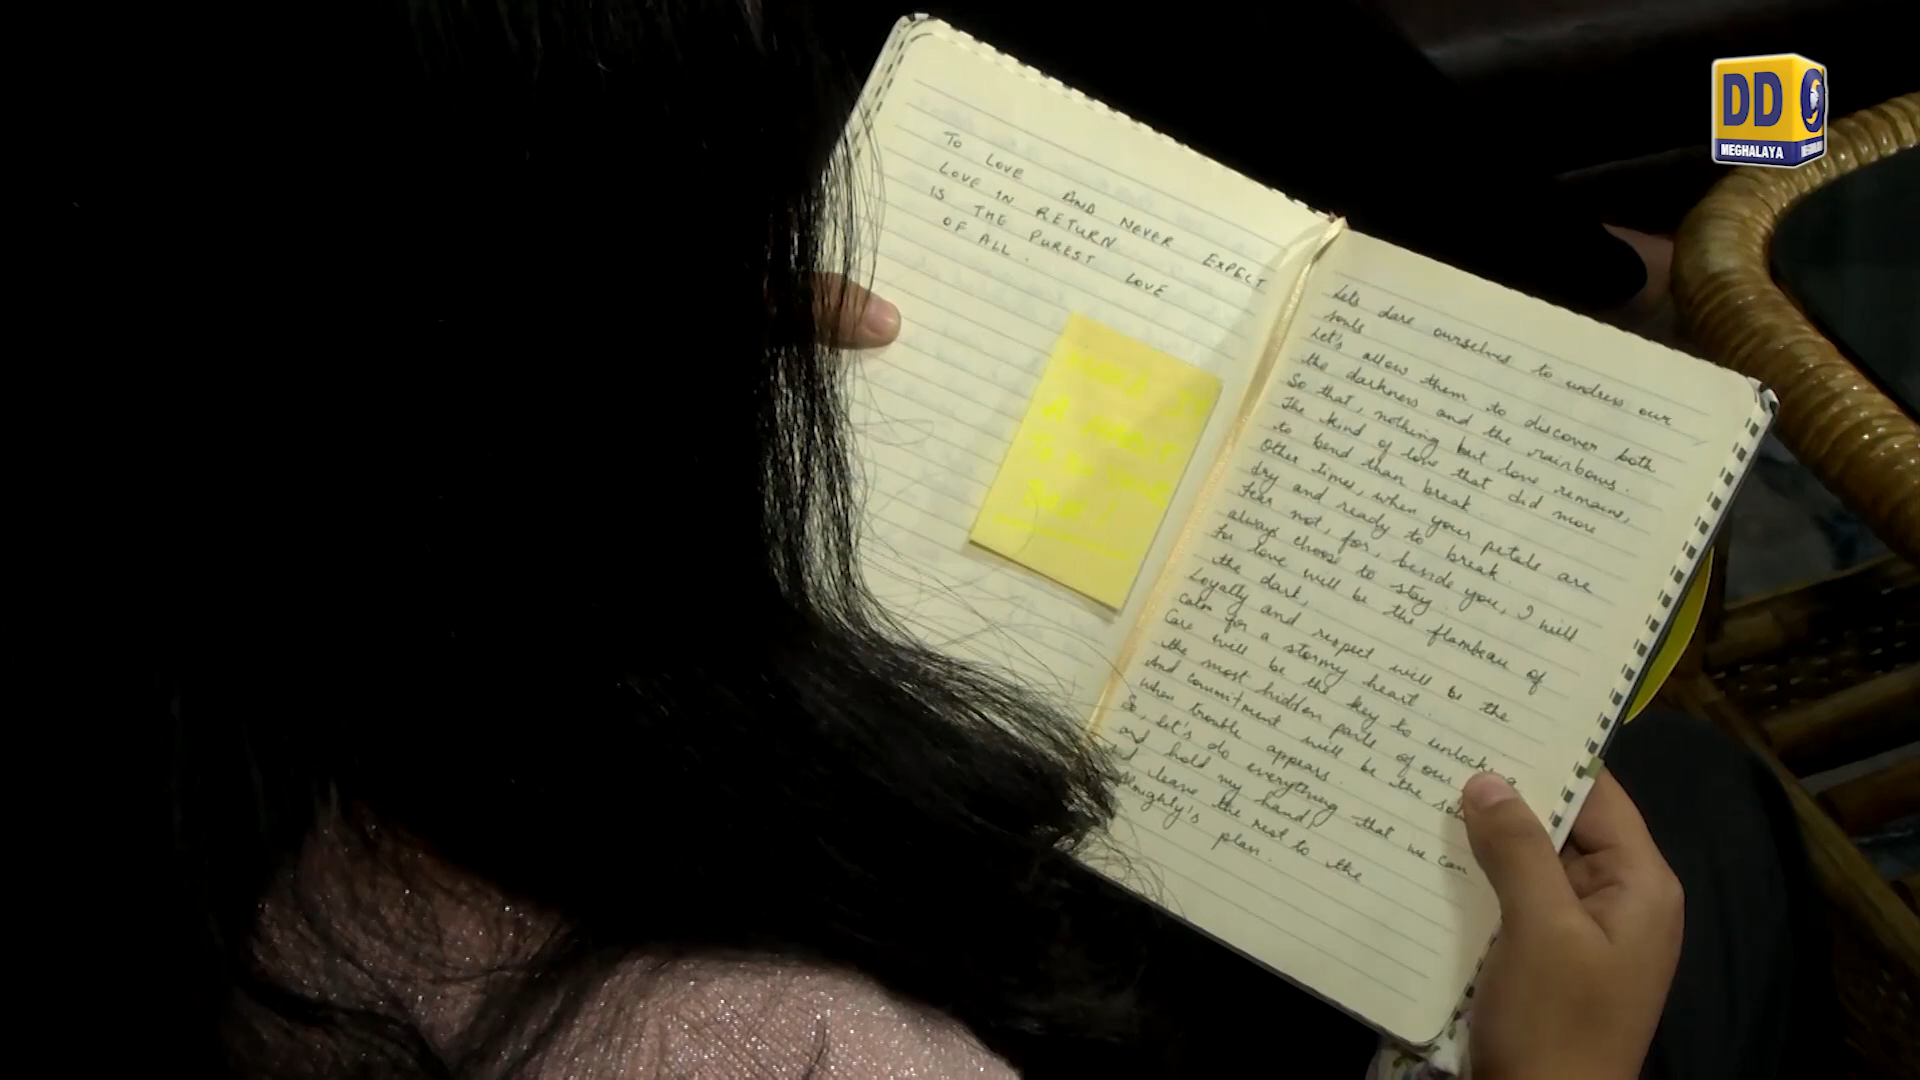 TO LOVE AND NEVER EXPECT
LOVE IN RETURN
IS THE PUREST LOVE
OF ALL.
A
Let's dare ourselves to undress our
souls
Let's allow them to discover both
the darkness and the rainbows.
So that, nothing but love remains,
The kind of love that did more
to bend than break
Other times, when your petals are
dry and ready to break.
Fear not, for, beside you, I will
always choose to stay.
For love will be the flambeau of
the dark,
Loyally and respect will be the
calm for a stormy heart.
Care will be the key to unlocking
the most hidden parts of our
And commitment will be the
when trouble appears.
So, let's do everything that we can
and hold my hand,
leave the rest to the
Almighty's plan.
DD
MEGHALAYA